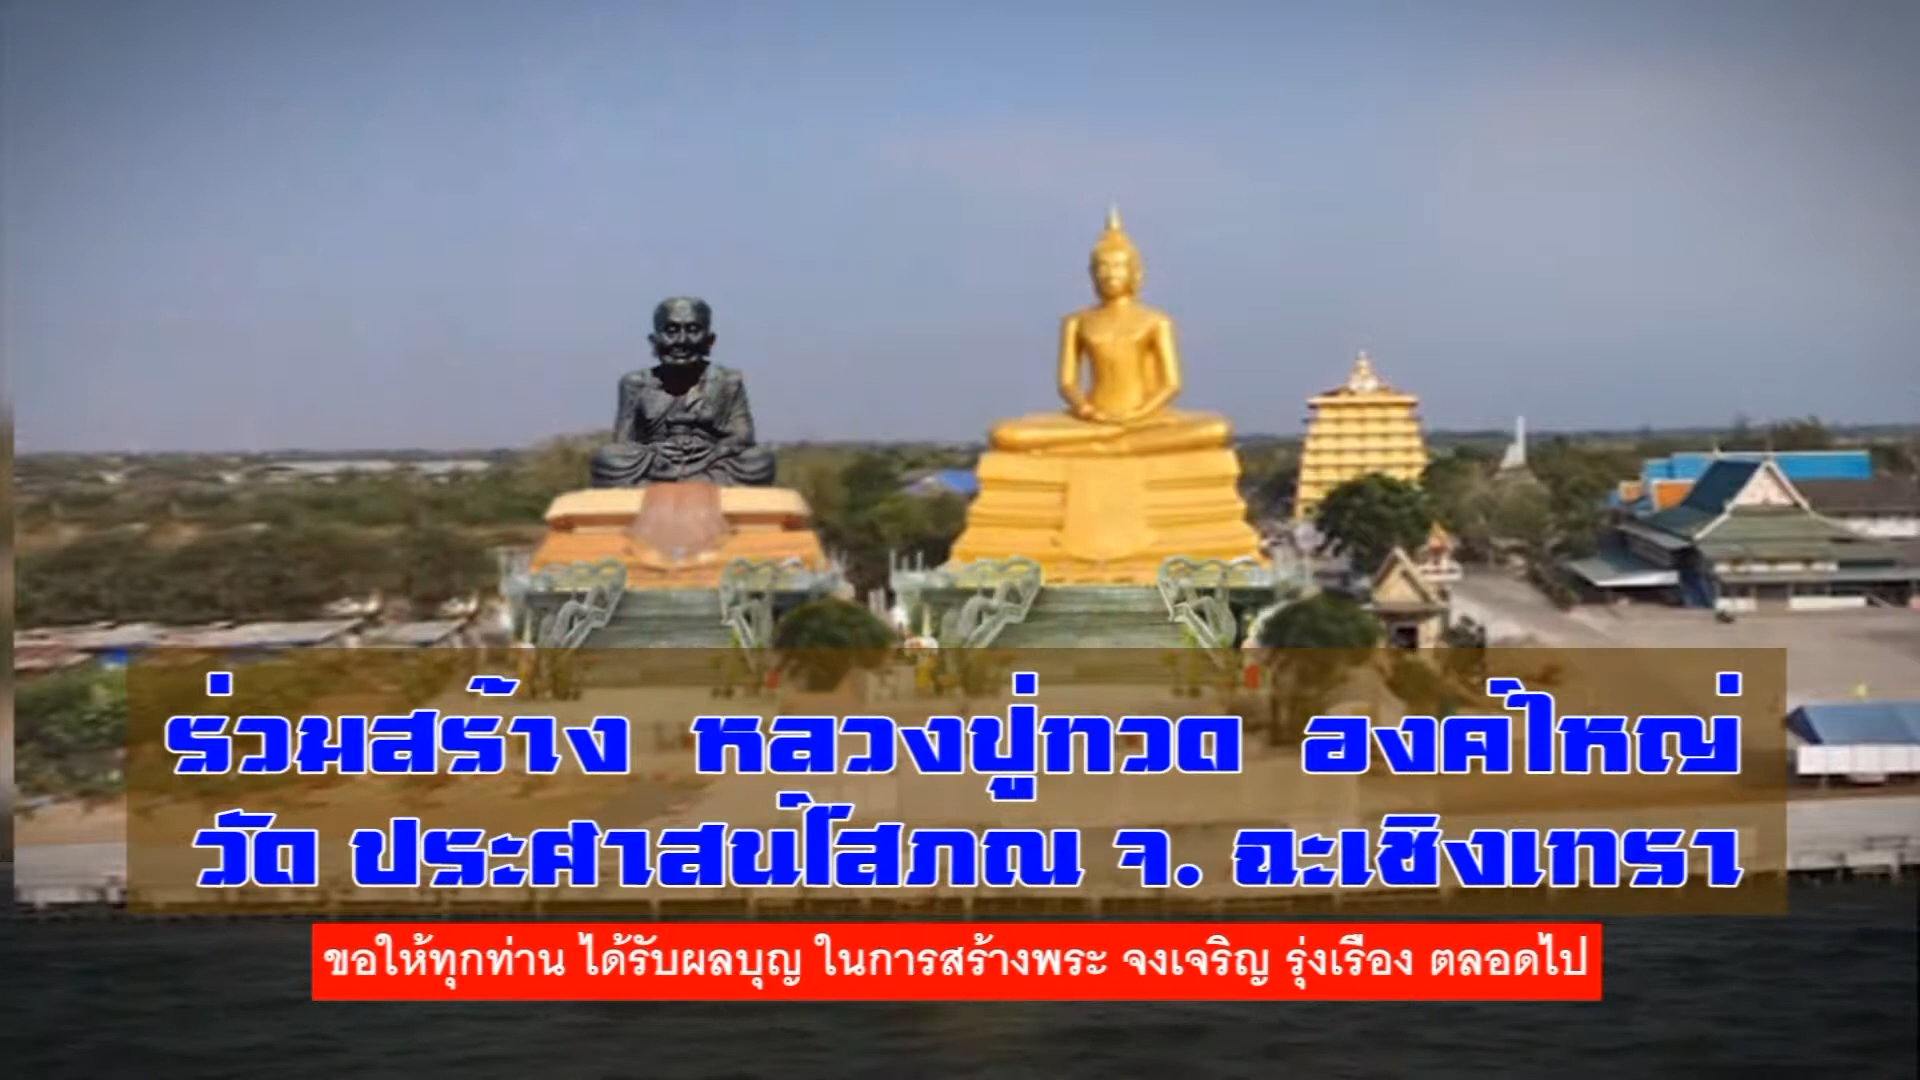 ร่วมสร้าง หลวงปู่ทวด องค์ใหญ่
วัด ประศาสน์โสภณ จ. ฉะเชิงเทรา
ขอให้ทุกท่าน ได้รับผลบุญ ในการสร้างพระ จงเจริญ รุ่งเรือง ตลอดไป